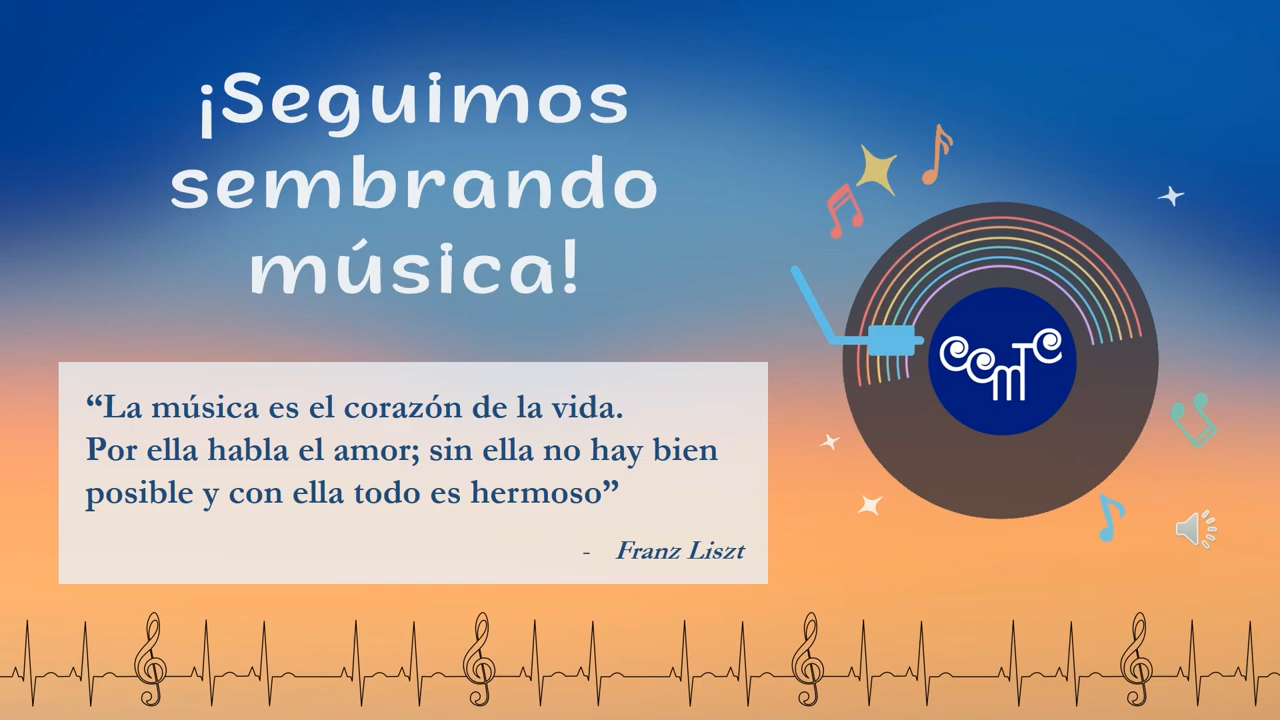 ¡Seguimos
sembrando
música!
“La música es el corazón de la vida.
Por ella habla el amor; sin ella no hay bien
posible y con ella todo es hermoso”
- Franz Liszt
CCMTC